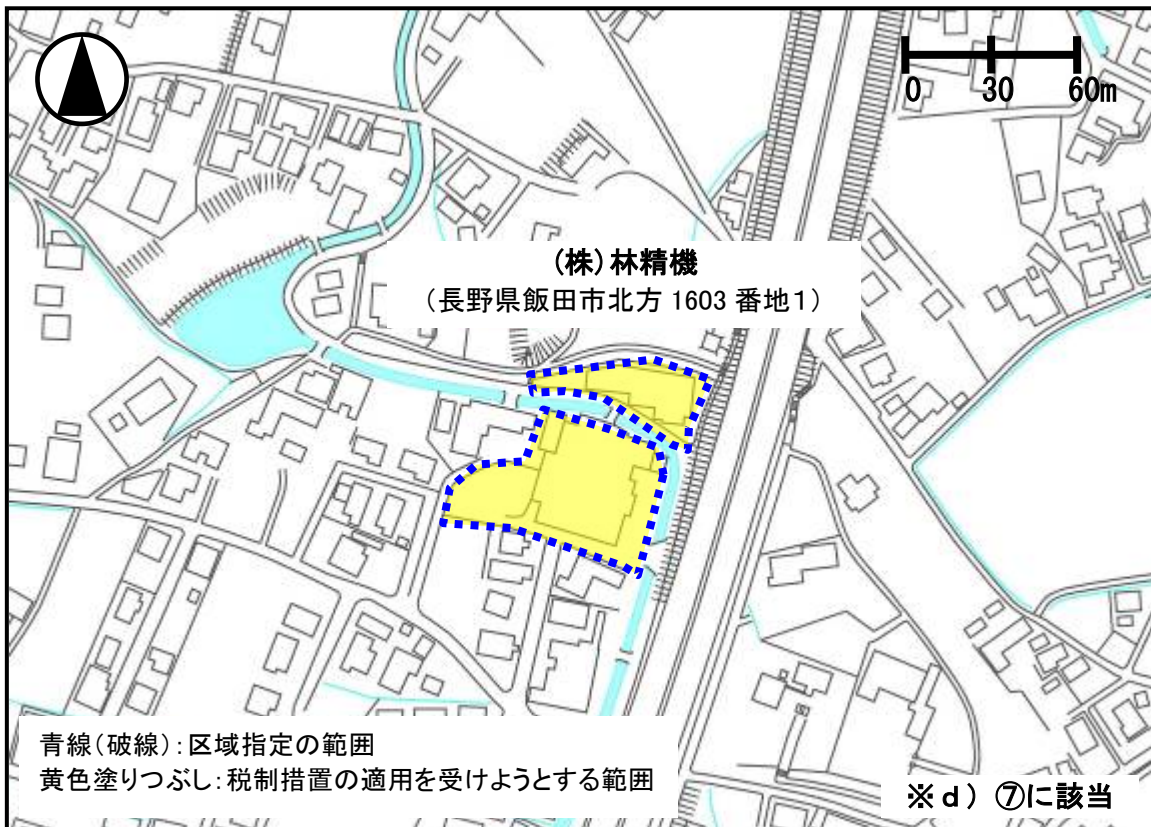 0 30 60m
(株)林精機
(長野県飯田市北方 1603 番地1)
青線(破線):区域指定の範囲
黄色塗りつぶし:税制措置の適用を受けようとする範囲
※d) ⑦に該当